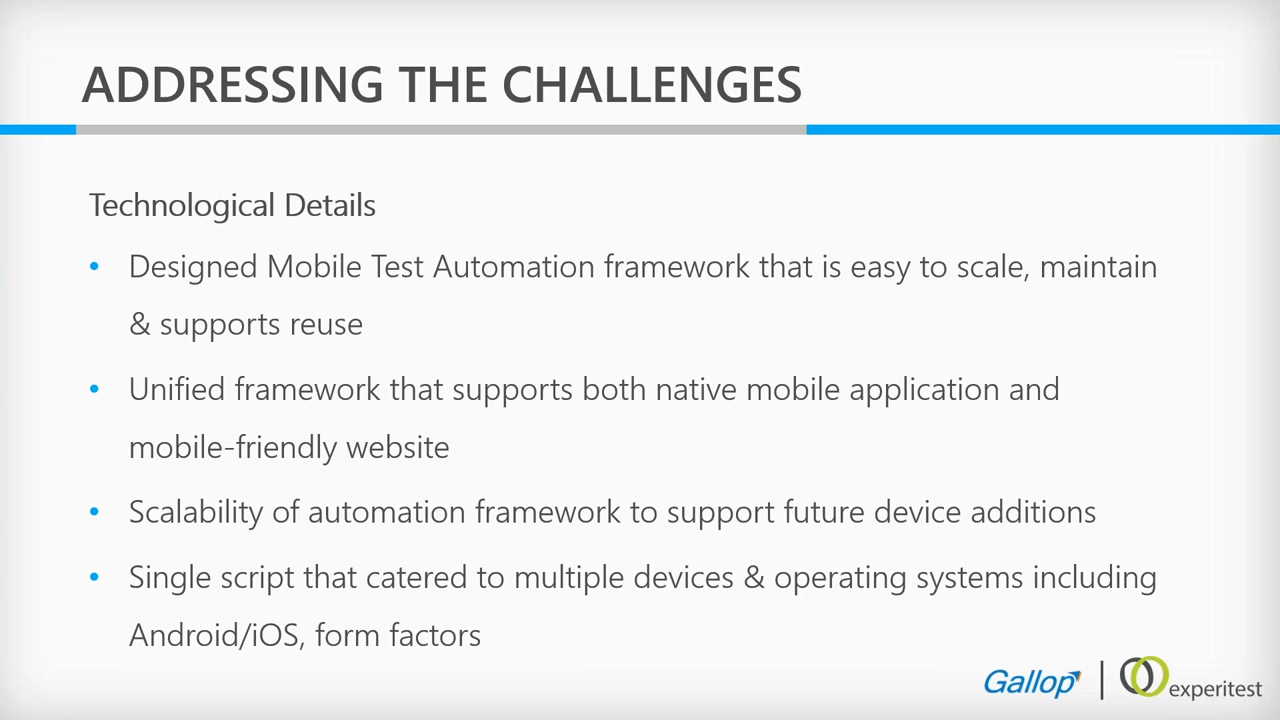 ADDRESSING THE CHALLENGES
Technological Details
• Designed Mobile Test Automation framework that is easy to scale, maintain
& supports reuse
• Unified framework that supports both native mobile application and
mobile-friendly website
• Scalability of automation framework to support future device additions
• Single script that catered to multiple devices & operating systems including
Android/iOS, form factors
Gallop | experitest